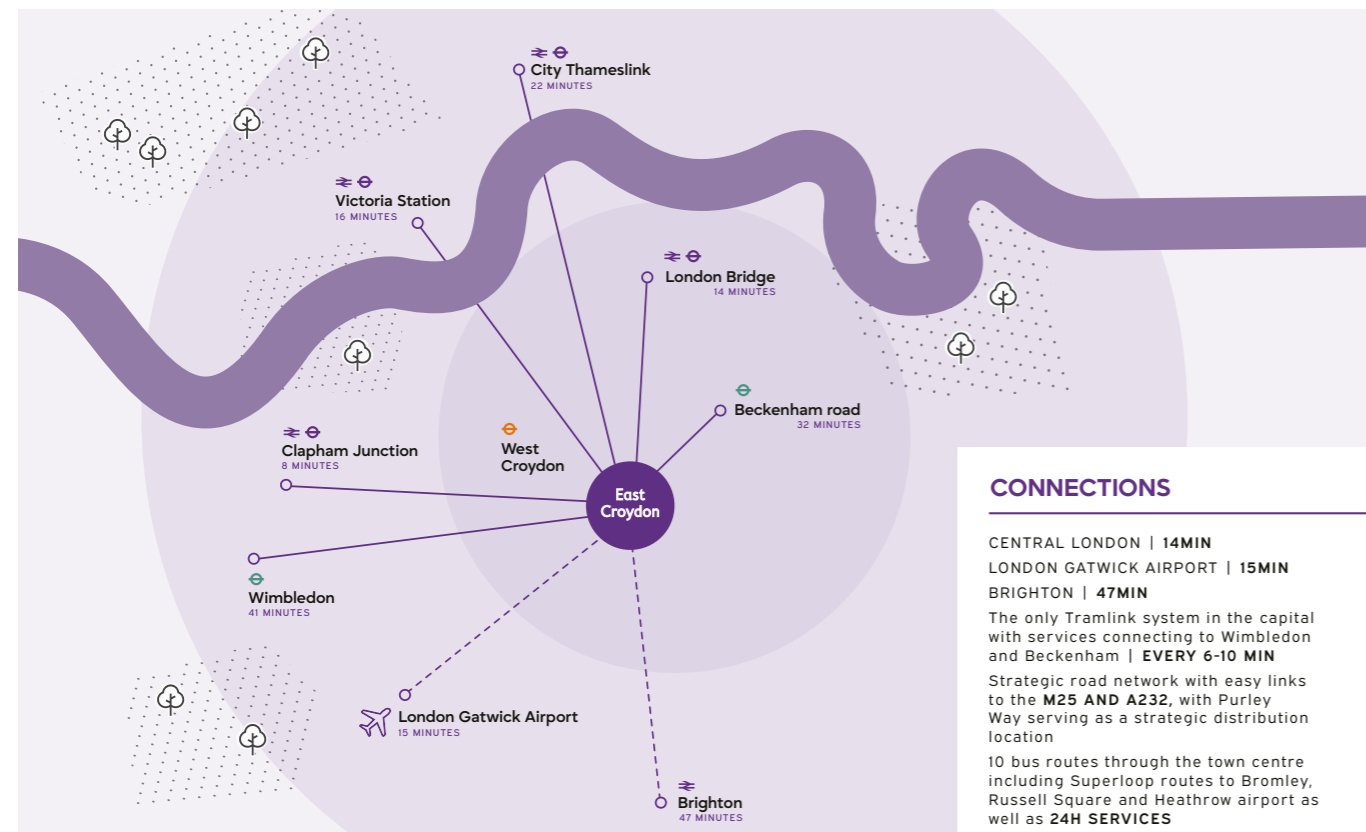 City Thameslink
22 MINUTES
Victoria Station
16 MINUTES
London Bridge
14 MINUTES
Beckenham road
32 MINUTES
Clapham Junction
8 MINUTES
West
Croydon
East
Croydon
Wimbledon
41 MINUTES
London Gatwick Airport
15 MINUTES
Brighton
47 MINUTES
CONNECTIONS
CENTRAL LONDON | 14MIN
LONDON GATWICK AIRPORT | 15MIN
BRIGHTON | 47MIN
The only Tramlink system in the capital
with services connecting to Wimbledon
and Beckenham | EVERY 6-10 MIN
Strategic road network with easy links
to the M25 AND A232, with Purley
Way serving as a strategic distribution
location
10 bus routes through the town centre
including Superloop routes to Bromley,
Russell Square and Heathrow airport as
well as 24H SERVICES